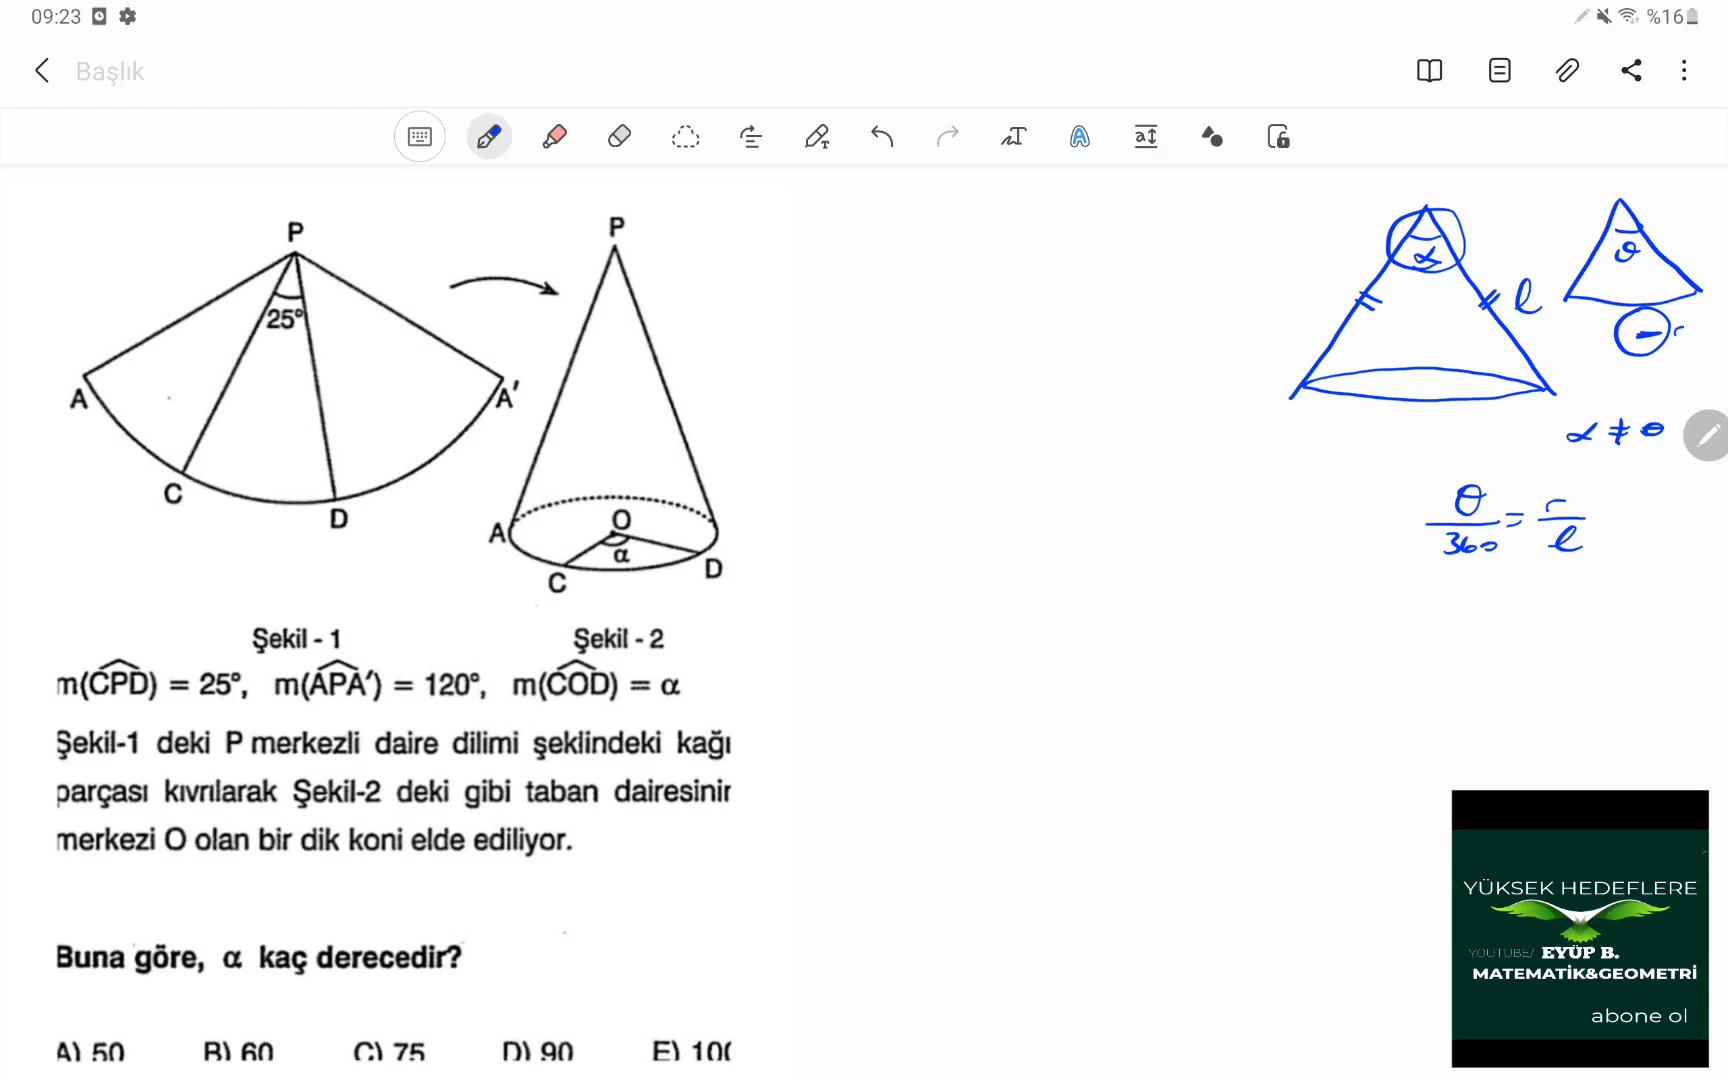 09:23
%16
Başlık
P
25°
A
A'
C
D
P
A
O
α
C
D
Şekil - 1
Şekil - 2
m(CPD) = 25°, m(APA') = 120°, m(COD) = α
Şekil-1 deki P merkezli daire dilimi şeklindeki kağı
parçası kıvrılarak Şekil-2 deki gibi taban dairesinir
merkezi O olan bir dik koni elde ediliyor.
Buna göre, α kaç derecedir?
A) 50 B) 60 C) 75 D) 90 E) 10(
α
l
θ
r
α ≠ θ
θ/360 = r/l
YÜKSEK HEDEFLERE
YOUTUBE/ EYÜP B.
MATEMATİK&GEOMETRİ
abone ol